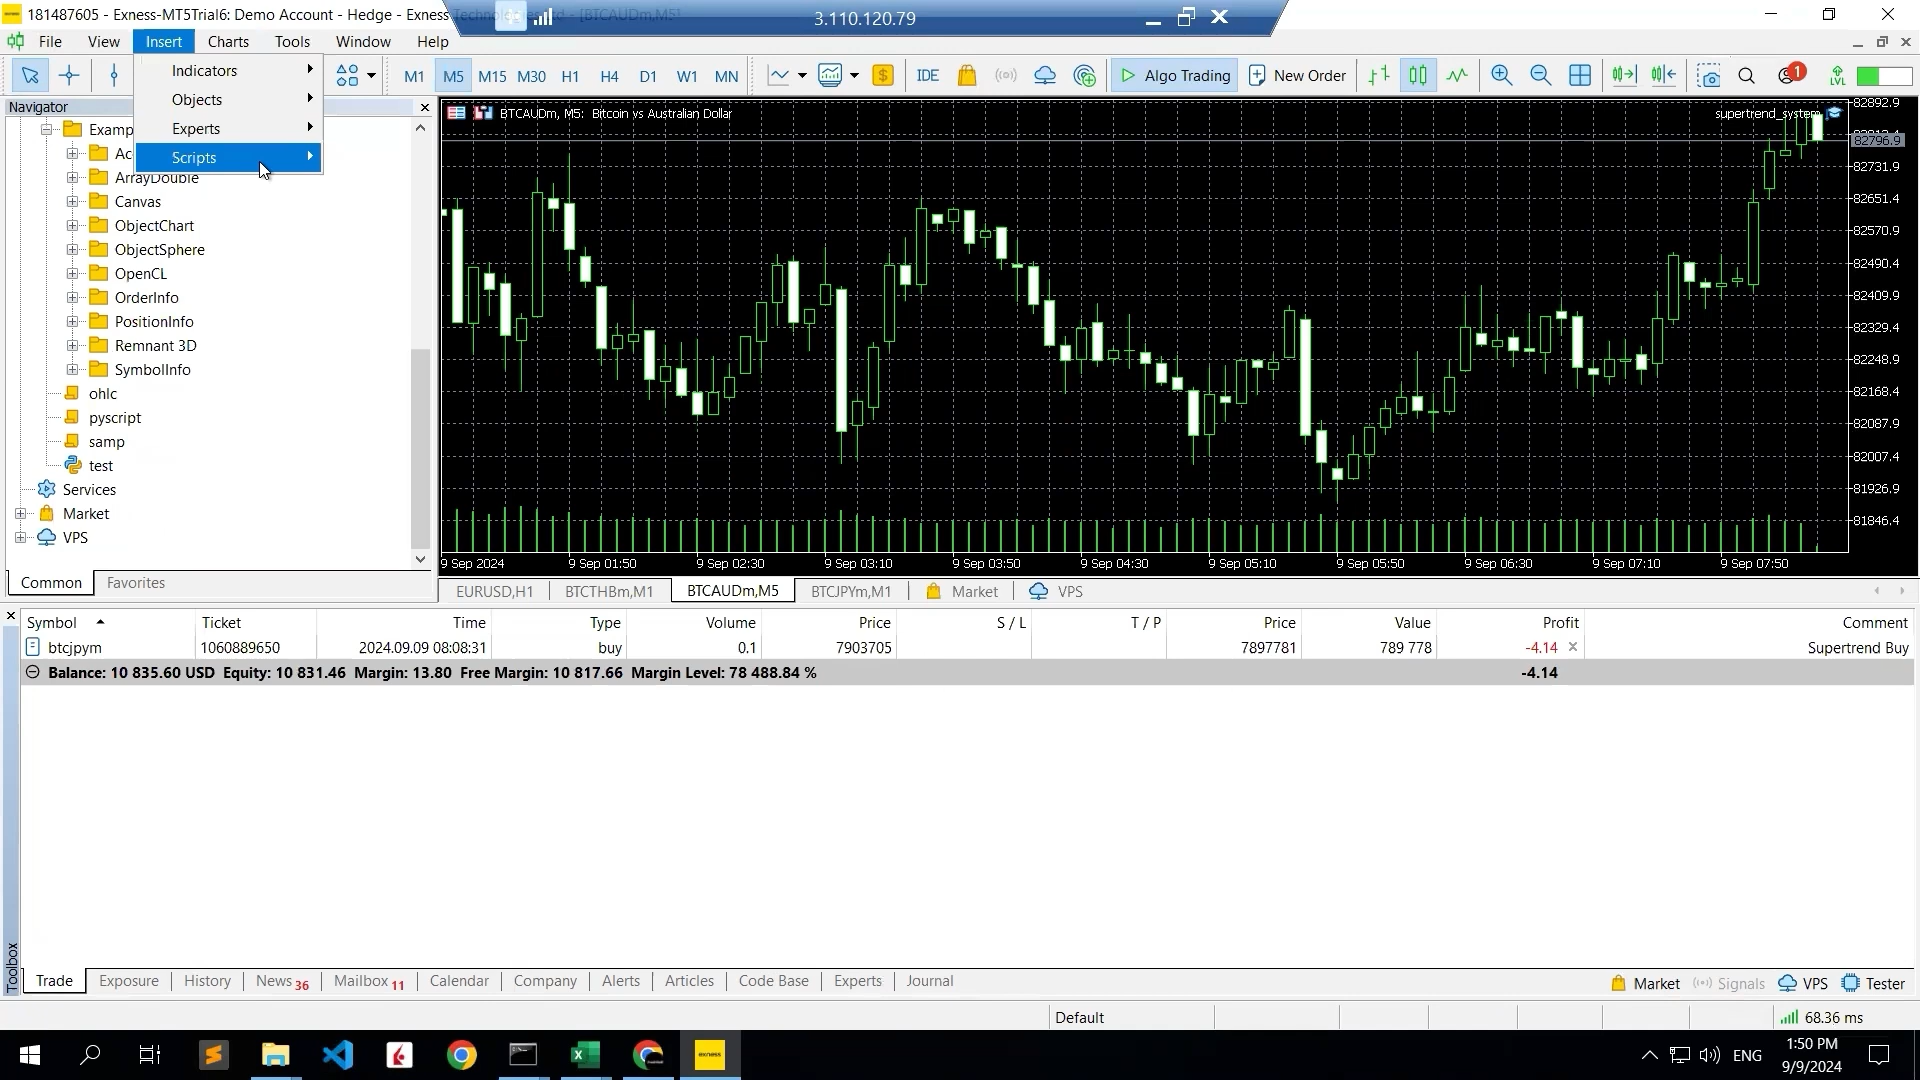 181487605 - Exness-MT5Trial6: Demo Account - Hedge - Exness Technologies Ltd - [BTCAUDm,M5]
3.110.120.79
File View Insert Charts Tools Window Help
Indicators
Objects
Experts
Scripts
M1 M5 M15 M30 H1 H4 D1 W1 MN IDE Algo Trading New Order 1 LVL
Navigator
Examp
Ac
ArrayDouble
Canvas
ObjectChart
ObjectSphere
OpenCL
OrderInfo
PositionInfo
Remnant 3D
SymbolInfo
ohlc
pyscript
samp
test
Services
Market
VPS
Common Favorites
BTCAUDm, M5: Bitcoin vs Australian Dollar
supertrend_system
82892.9
82796.9
82731.9
82651.4
82570.9
82490.4
82409.9
82329.4
82248.9
82168.4
82087.9
82007.4
81926.9
81846.4
9 Sep 2024 9 Sep 01:50 9 Sep 02:30 9 Sep 03:10 9 Sep 03:50 9 Sep 04:30 9 Sep 05:10 9 Sep 05:50 9 Sep 06:30 9 Sep 07:10 9 Sep 07:50
EURUSD,H1 BTCTHBm,M1 BTCAUDm,M5 BTCJPYm,M1 Market VPS
Symbol Ticket Time Type Volume Price S / L T / P Price Value Profit Comment
btcjpym 1060889650 2024.09.09 08:08:31 buy 0.1 7903705 7897781 789 778 -4.14 Supertrend Buy
Balance: 10 835.60 USD Equity: 10 831.46 Margin: 13.80 Free Margin: 10 817.66 Margin Level: 78 488.84 % -4.14
Toolbox
Trade Exposure History News 36 Mailbox 11 Calendar Company Alerts Articles Code Base Experts Journal
Market Signals VPS Tester
Default
68.36 ms
exness
ENG
1:50 PM
9/9/2024